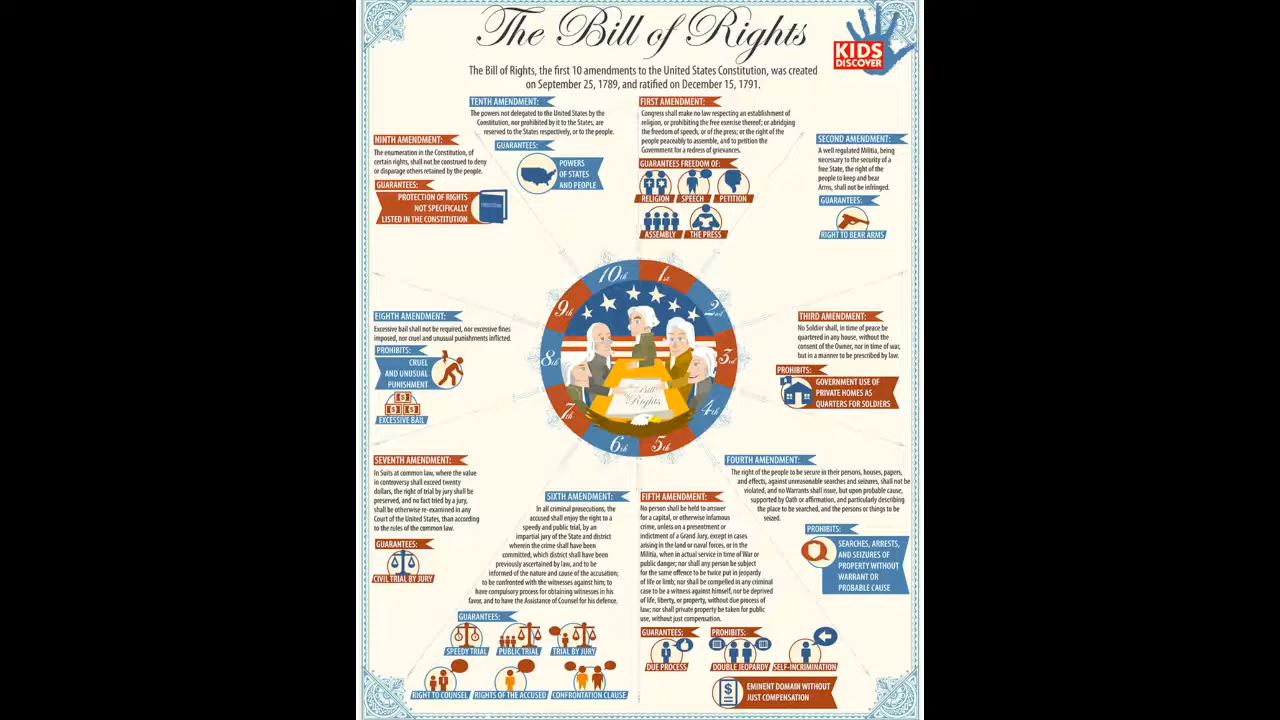 The Bill of Rights
KIDS
DISCOVER
The Bill of Rights, the first 10 amendments to the United States Constitution, was created
on September 25, 1789, and ratified on December 15, 1791.
TENTH AMENDMENT:
The powers not delegated to the United States by the
Constitution, nor prohibited by it to the States, are
reserved to the States respectively, or to the people.
GUARANTEES:
POWERS
OF STATES
AND PEOPLE
FIRST AMENDMENT:
Congress shall make no law respecting an establishment of
religion, or prohibiting the free exercise thereof; or abridging
the freedom of speech, or of the press; or the right of the
people peaceably to assemble, and to petition the
Government for a redress of grievances.
GUARANTEES FREEDOM OF:
RELIGION
SPEECH
PETITION
ASSEMBLY
THE PRESS
SECOND AMENDMENT:
A well regulated Militia, being
necessary to the security of a
free State, the right of the
people to keep and bear
Arms, shall not be infringed.
GUARANTEES:
RIGHT TO BEAR ARMS
NINTH AMENDMENT:
The enumeration in the Constitution, of
certain rights, shall not be construed to deny
or disparage others retained by the people.
GUARANTEES:
PROTECTION OF RIGHTS
NOT SPECIFICALLY
LISTED IN THE CONSTITUTION
10th
1st
2nd
3rd
4th
5th
6th
7th
8th
9th
Bill
Rights
EIGHTH AMENDMENT:
Excessive bail shall not be required, nor excessive fines
imposed, nor cruel and unusual punishments inflicted.
PROHIBITS:
CRUEL
AND UNUSUAL
PUNISHMENT
EXCESSIVE BAIL
THIRD AMENDMENT:
No Soldier shall, in time of peace be
quartered in any house, without the
consent of the Owner, nor in time of war,
but in a manner to be prescribed by law.
PROHIBITS:
GOVERNMENT USE OF
PRIVATE HOMES AS
QUARTERS FOR SOLDIERS
SEVENTH AMENDMENT:
In Suits at common law, where the value
in controversy shall exceed twenty
dollars, the right of trial by jury shall be
preserved, and no fact tried by a jury,
shall be otherwise re-examined in any
Court of the United States, than according
to the rules of the common law.
GUARANTEES:
CIVIL TRIAL BY JURY
FOURTH AMENDMENT:
The right of the people to be secure in their persons, houses, papers,
and effects, against unreasonable searches and seizures, shall not be
violated, and no Warrants shall issue, but upon probable cause,
supported by Oath or affirmation, and particularly describing
the place to be searched, and the persons or things to be
seized.
PROHIBITS:
SEARCHES, ARRESTS,
AND SEIZURES OF
PROPERTY WITHOUT
WARRANT OR
PROBABLE CAUSE
SIXTH AMENDMENT:
In all criminal prosecutions, the
accused shall enjoy the right to a
speedy and public trial, by an
impartial jury of the State and district
wherein the crime shall have been
committed, which district shall have been
previously ascertained by law, and to be
informed of the nature and cause of the accusation;
to be confronted with the witnesses against him; to
have compulsory process for obtaining witnesses in his
favor, and to have the Assistance of Counsel for his defence.
GUARANTEES:
SPEEDY TRIAL
PUBLIC TRIAL
TRIAL BY JURY
RIGHT TO COUNSEL
RIGHTS OF THE ACCUSED
CONFRONTATION CLAUSE
FIFTH AMENDMENT:
No person shall be held to answer
for a capital, or otherwise infamous
crime, unless on a presentment or
indictment of a Grand Jury, except in cases
arising in the land or naval forces, or in the
Militia, when in actual service in time of War or
public danger; nor shall any person be subject
for the same offence to be twice put in jeopardy
of life or limb; nor shall be compelled in any criminal
case to be a witness against himself, nor be deprived
of life, liberty, or property, without due process of
law; nor shall private property be taken for public
use, without just compensation.
GUARANTEES:
DUE PROCESS
PROHIBITS:
DOUBLE JEOPARDY
SELF-INCRIMINATION
EMINENT DOMAIN WITHOUT
JUST COMPENSATION